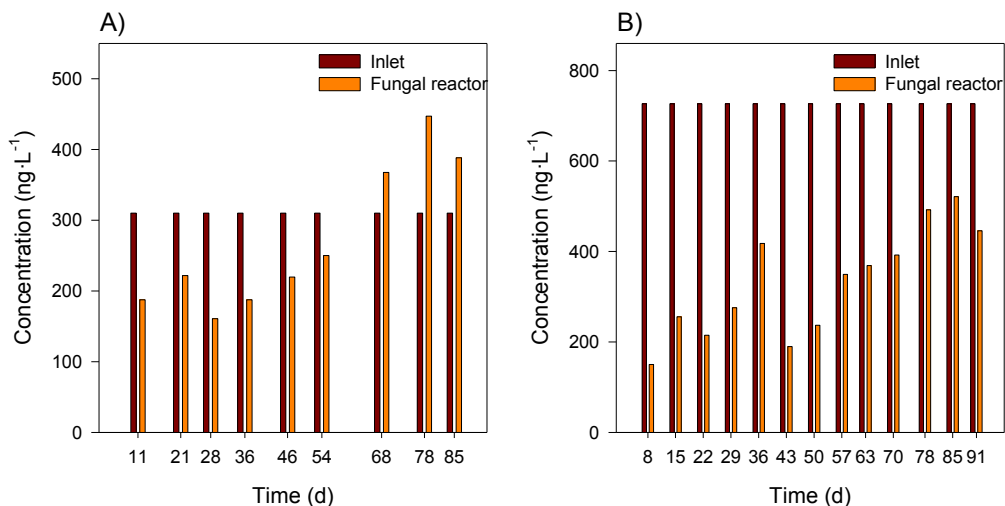 A)
Inlet
Fungal reactor
500
400
300
200
100
0
Concentration (ng·L⁻¹)
11 21 28 36 46 54 68 78 85
Time (d)
B)
Inlet
Fungal reactor
800
600
400
200
0
Concentration (ng·L⁻¹)
8 15 22 29 36 43 50 57 63 70 78 85 91
Time (d)